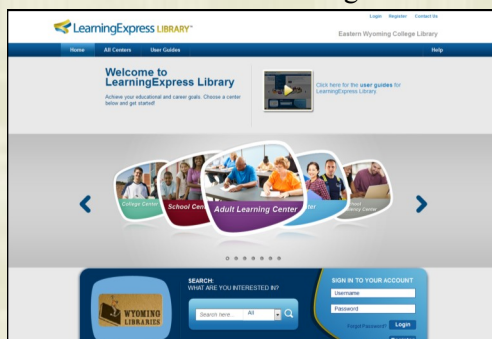 Login Register Contact Us
LearningExpress LIBRARY™
Eastern Wyoming College Library
Home All Centers User Guides Help
Welcome to
LearningExpress Library
Achieve your educational and career goals. Choose a center
below and get started!
Click here for the user guides for
LearningExpress Library
College Center
School Cen
Adult Learning Center
ter
SEARCH:
WHAT ARE YOU INTERESTED IN?
Search here... All
WYOMING
LIBRARIES
SIGN IN TO YOUR ACCOUNT
Username
Password
Forgot Password? Login